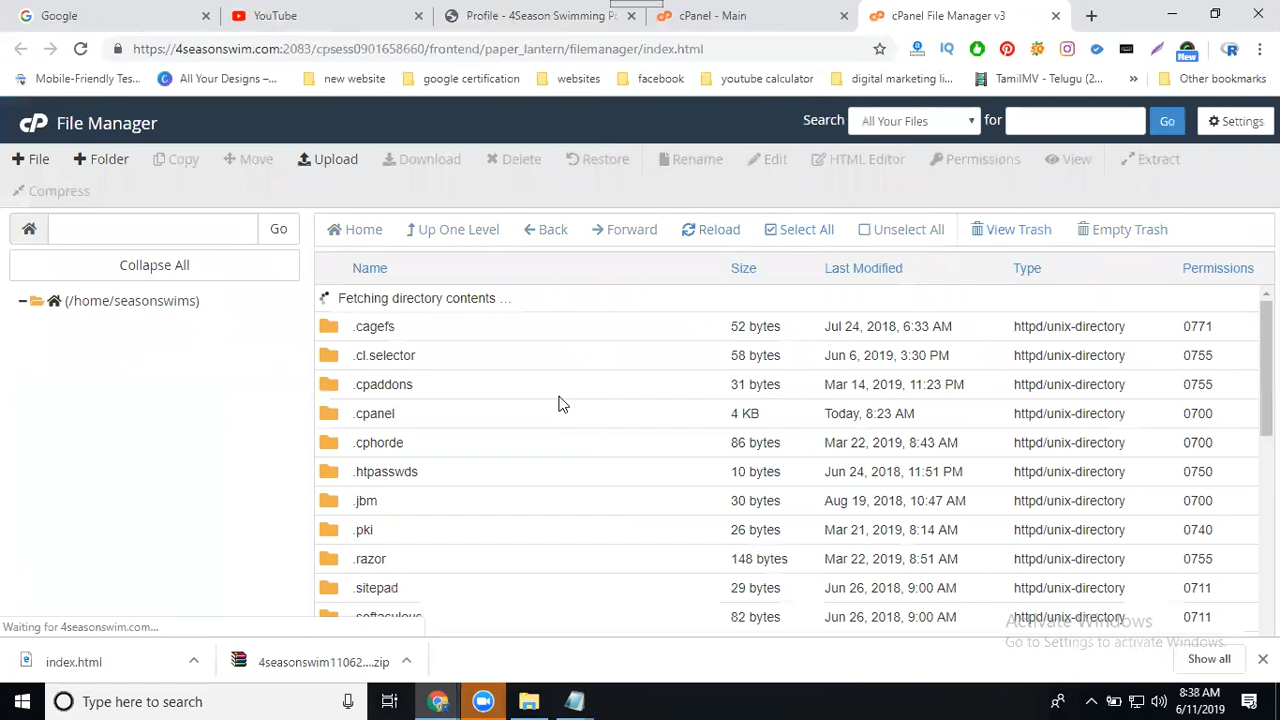 Google
YouTube
Profile - 4Season Swimming P
cPanel - Main
cPanel File Manager v3
https://4seasonswim.com:2083/cpsess0901658660/frontend/paper_lantern/filemanager/index.html
New
Mobile-Friendly Tes...
All Your Designs –...
new website
google certification
websites
facebook
youtube calculator
digital marketing li...
TamilMV - Telugu (2...
Other bookmarks
cP File Manager
Search
All Your Files
for
Go
Settings
File
Folder
Copy
Move
Upload
Download
Delete
Restore
Rename
Edit
HTML Editor
Permissions
View
Extract
Compress
Go
Home
Up One Level
Back
Forward
Reload
Select All
Unselect All
View Trash
Empty Trash
Collapse All
(/home/seasonswims)
Name Size Last Modified Type Permissions
Fetching directory contents ...
.cagefs 52 bytes Jul 24, 2018, 6:33 AM httpd/unix-directory 0771
.cl.selector 58 bytes Jun 6, 2019, 3:30 PM httpd/unix-directory 0755
.cpaddons 31 bytes Mar 14, 2019, 11:23 PM httpd/unix-directory 0755
.cpanel 4 KB Today, 8:23 AM httpd/unix-directory 0700
.cphorde 86 bytes Mar 22, 2019, 8:43 AM httpd/unix-directory 0700
.htpasswds 10 bytes Jun 24, 2018, 11:51 PM httpd/unix-directory 0750
.jbm 30 bytes Aug 19, 2018, 10:47 AM httpd/unix-directory 0700
.pki 26 bytes Mar 21, 2019, 8:14 AM httpd/unix-directory 0740
.razor 148 bytes Mar 22, 2019, 8:51 AM httpd/unix-directory 0755
.sitepad 29 bytes Jun 26, 2018, 9:00 AM httpd/unix-directory 0711
.softaculous 82 bytes Jun 26, 2018, 9:00 AM httpd/unix-directory 0711
Waiting for 4seasonswim.com...
Activate Windows
Go to Settings to activate Windows.
index.html
4seasonswim11062....zip
Show all
Type here to search
8:38 AM
6/11/2019